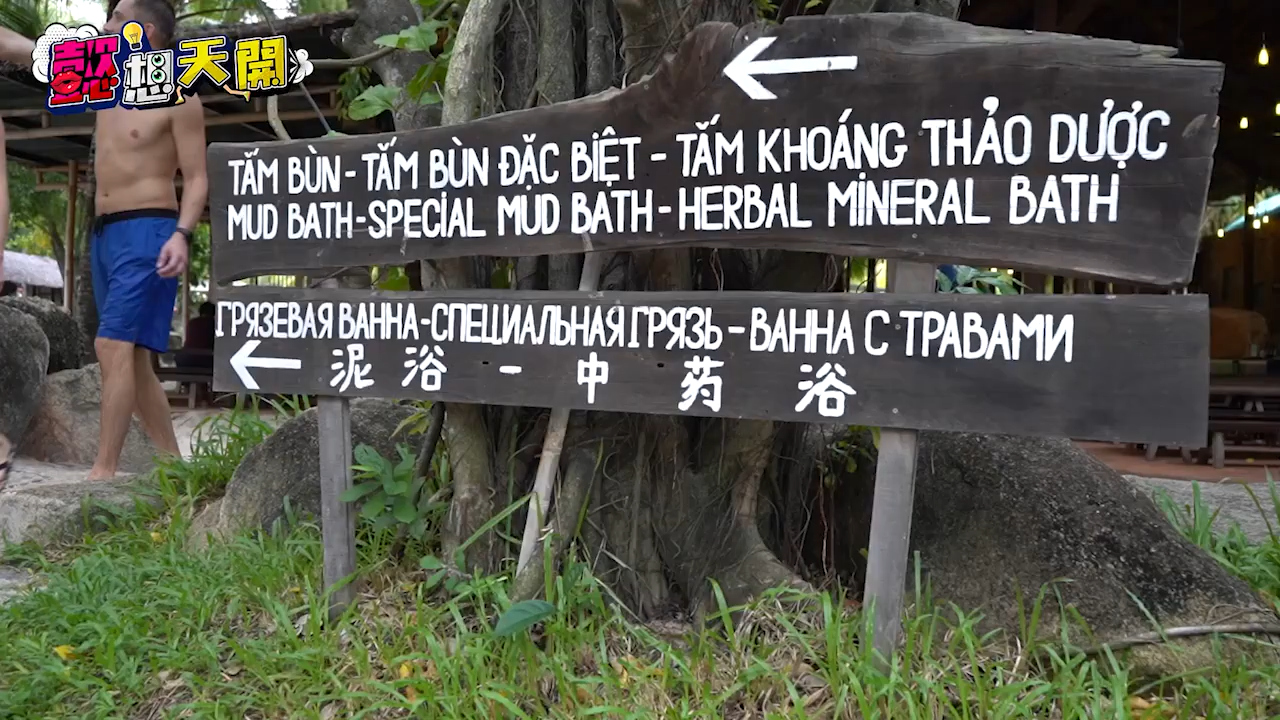 懿想天開
TẮM BÙN - TẮM BÙN ĐẶC BIỆT - TẮM KHOÁNG THẢO DƯỢC
MUD BATH-SPECIAL MUD BATH-HERBAL MINERAL BATH
ГРЯЗЕВАЯ ВАННА-СПЕЦИАЛЬНАЯ ГРЯЗЬ-ВАННА С ТРАВАМИ
泥浴 - 中药浴